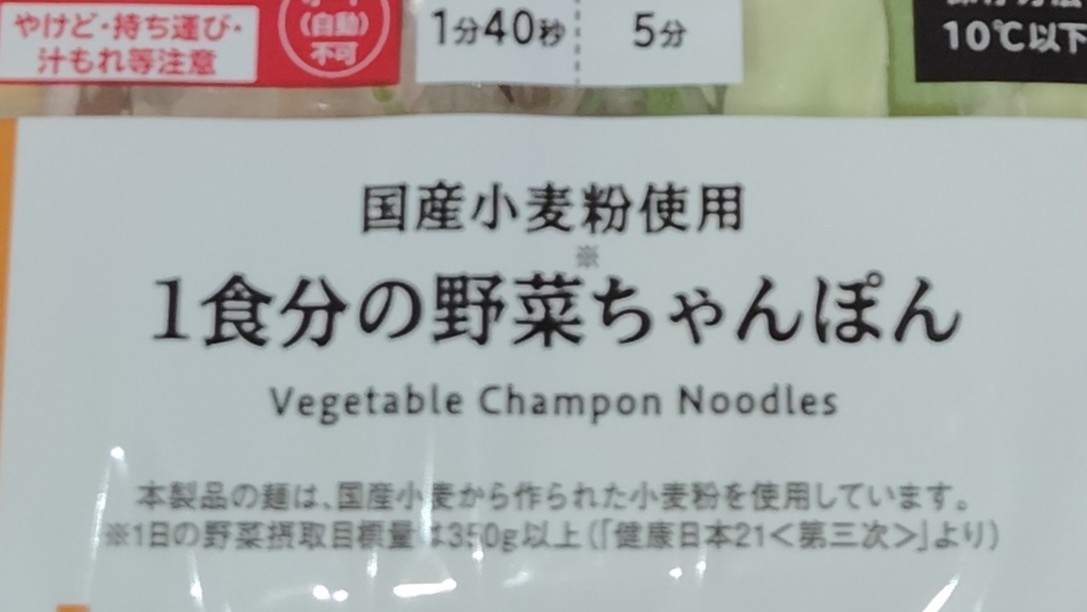 やけど・持ち運び・
汁もれ等注意
(自動)
不可
1分40秒
5分
10℃以下
国産小麦粉使用
※
1食分の野菜ちゃんぽん
Vegetable Champon Noodles
本製品の麺は、国産小麦から作られた小麦粉を使用しています。
※1日の野菜摂取目標量は350g以上(「健康日本21<第三次>」より)